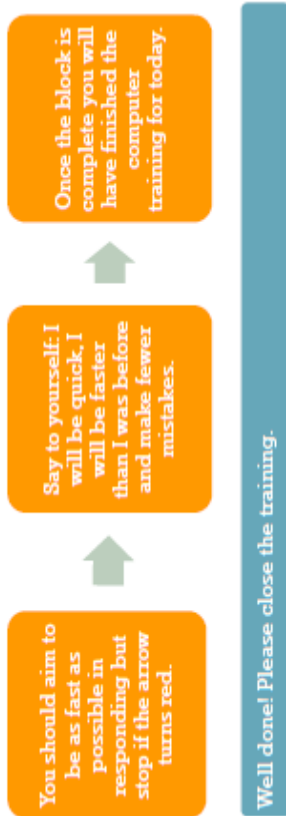 You should aim to
be as fast as
possible in
responding but
stop if the arrow
turns red.
Say to yourself: I
will be quick, I
will be faster
than I was before
and make fewer
mistakes.
Once the block is
complete you will
have finished the
computer
training for today.
Well done! Please close the training.